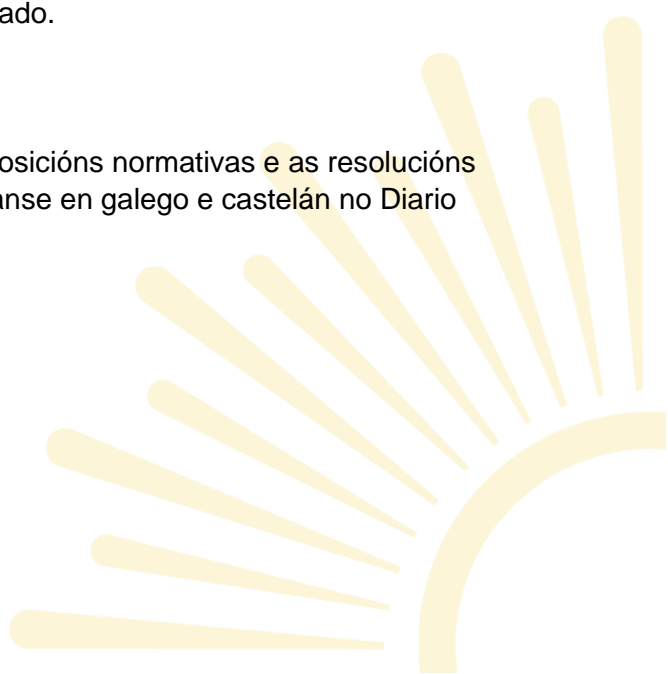 ado.
osicións normativas e as resolucións
anse en galego e castelán no Diario